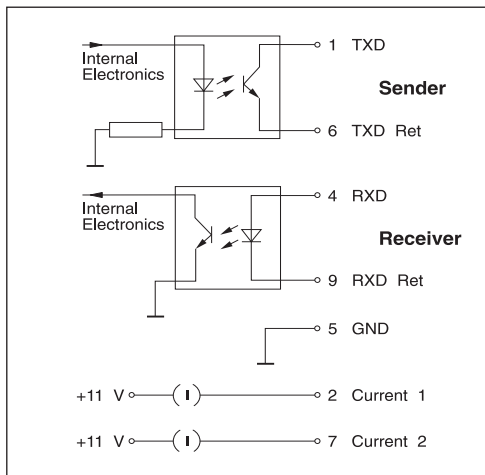 1 TXD
Internal
Electronics
Sender
6 TXD Ret
4 RXD
Internal
Electronics
Receiver
9 RXD Ret
5 GND
+11 V
2 Current 1
+11 V
7 Current 2